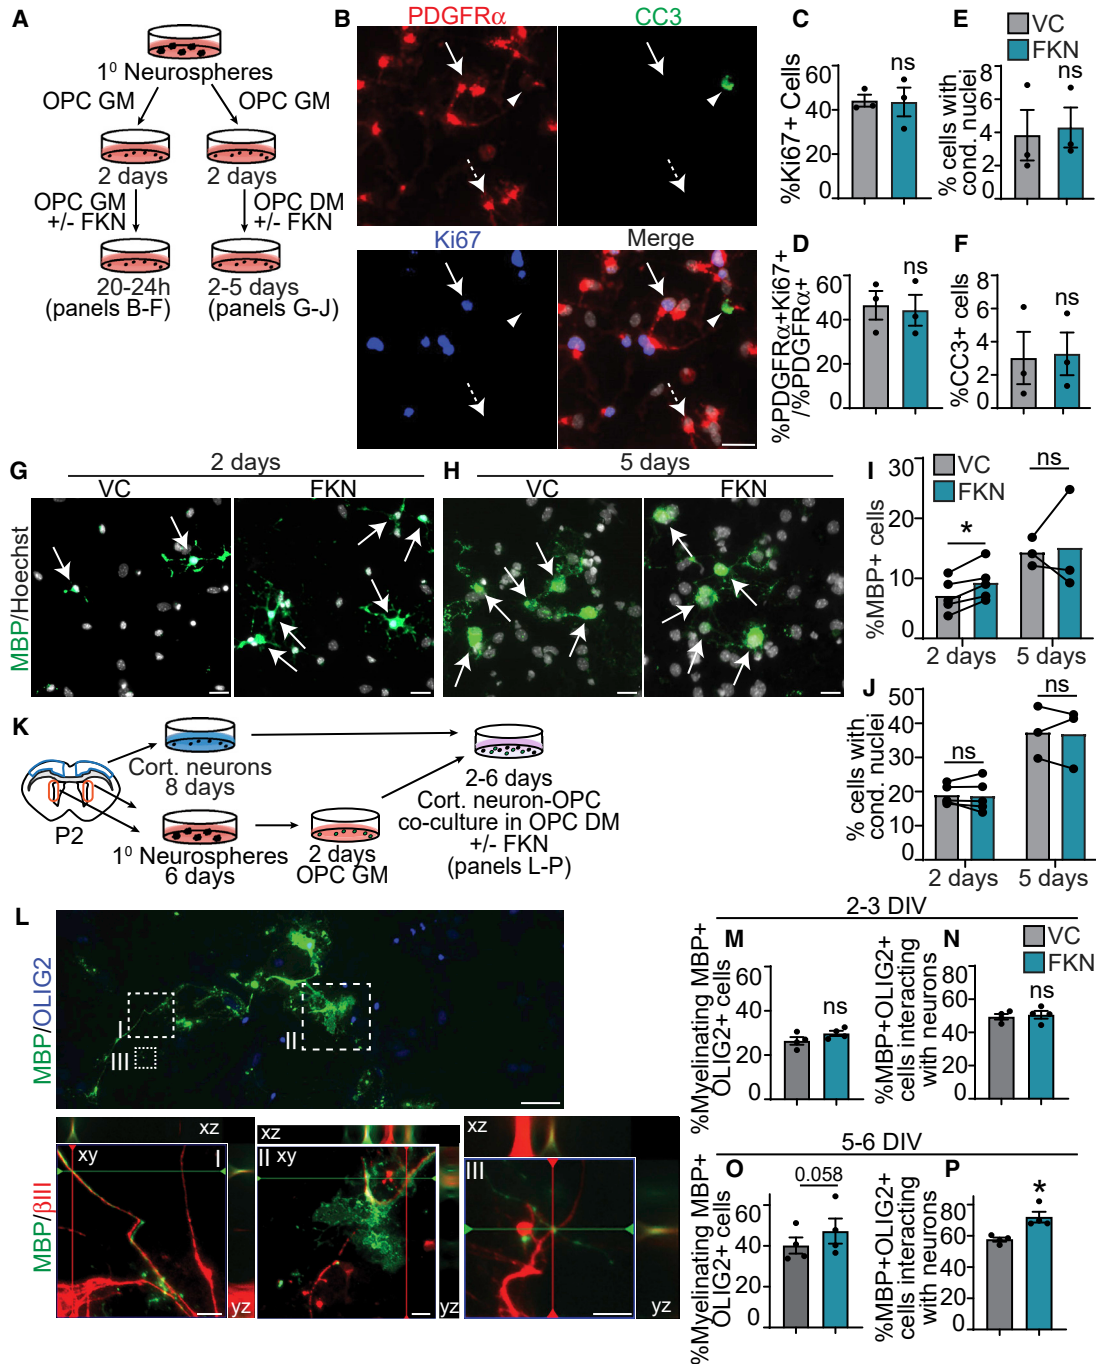 A
1⁰ Neurospheres
OPC GM
OPC GM
2 days
2 days
OPC GM
+/- FKN
OPC DM
+/- FKN
20-24h
(panels B-F)
2-5 days
(panels G-J)
B
PDGFRα
CC3
Ki67
Merge
C
%Ki67+ Cells
60
40
20
0
ns
E
VC
FKN
% cells with
cond. nuclei
8
6
4
2
0
ns
D
%PDGFRα+Ki67+
/%PDGFRα+
60
40
20
0
ns
F
%CC3+ cells
8
6
4
2
0
ns
G
2 days
VC
FKN
MBP/Hoechst
H
5 days
VC
FKN
I
VC
FKN
%MBP+ cells
30
20
10
0
*
ns
2 days
5 days
J
% cells with
cond. nuclei
50
40
30
20
10
0
ns
ns
2 days
5 days
K
P2
Cort. neurons
8 days
1⁰ Neurospheres
6 days
2 days
OPC GM
2-6 days
Cort. neuron-OPC
co-culture in OPC DM
+/- FKN
(panels L-P)
L
MBP/OLIG2
I
II
III
MBP/βIII
xz
xy
I
yz
xz
II
xy
yz
xz
III
yz
2-3 DIV
M
%Myelinating MBP+
OLIG2+ cells
60
40
20
0
ns
N
VC
FKN
%MBP+OLIG2+
cells interacting
with neurons
80
60
40
20
0
ns
5-6 DIV
O
%Myelinating MBP+
OLIG2+ cells
60
40
20
0
0.058
P
%MBP+OLIG2+
cells interacting
with neurons
80
60
40
20
0
*